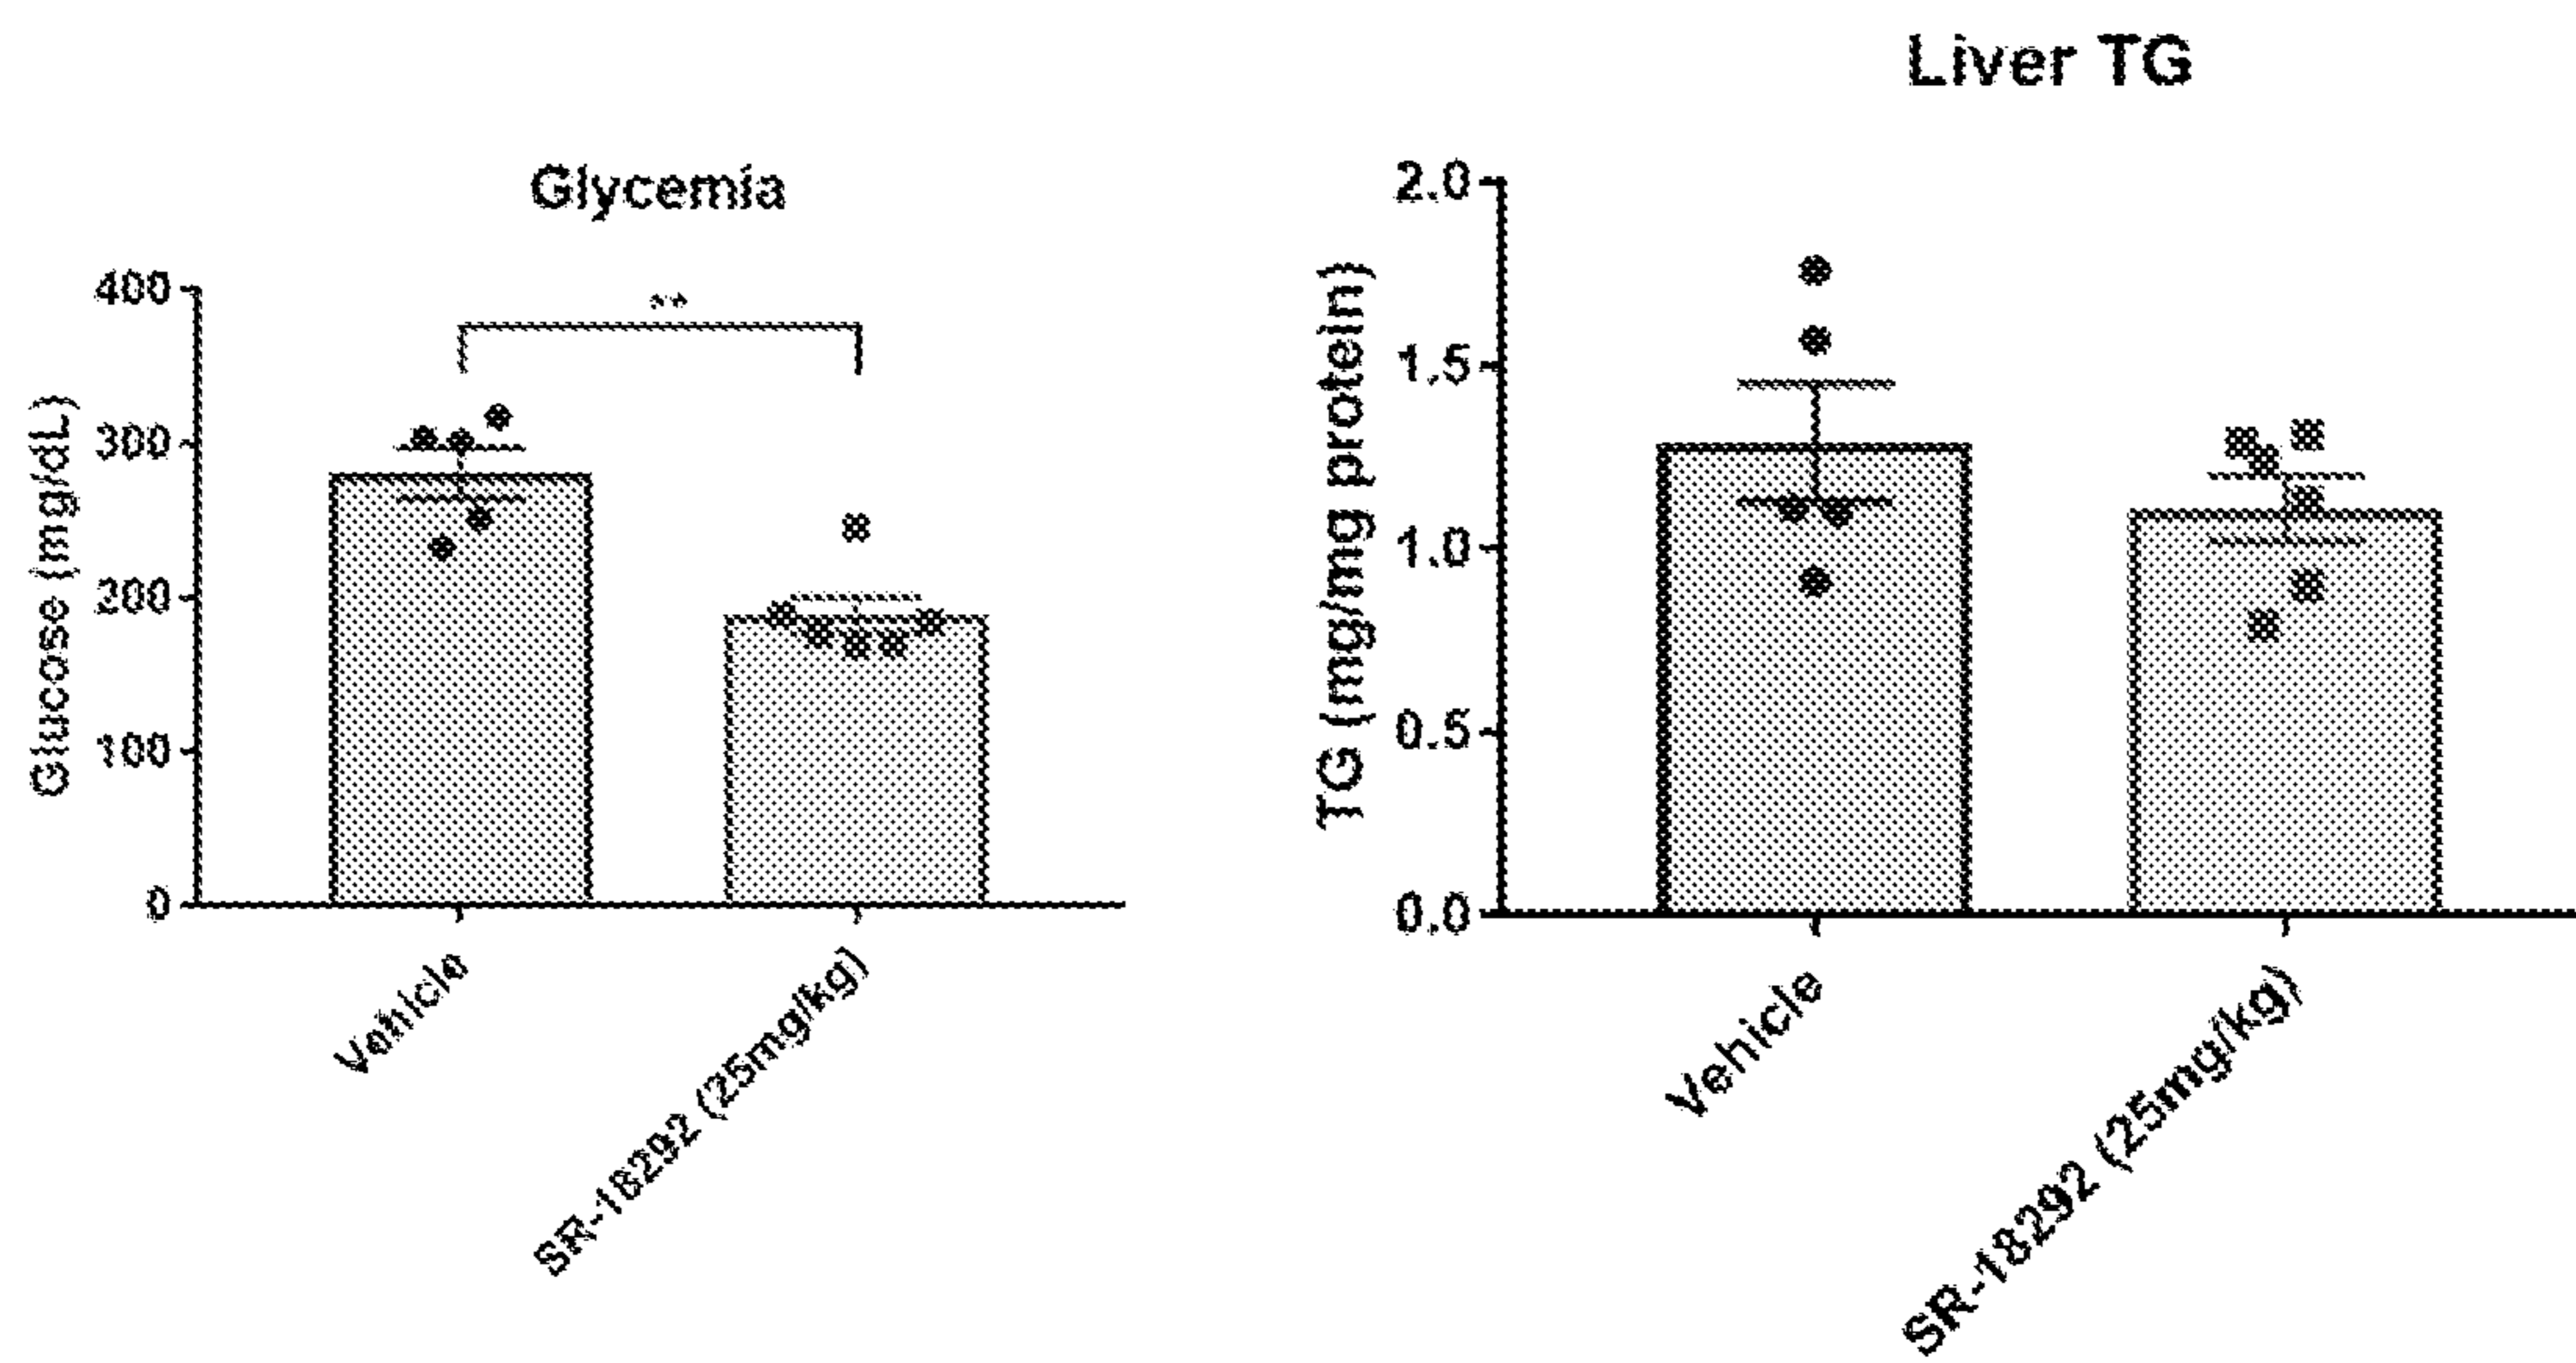 Glycemia
Glucose (mg/dL)
400
300
200
100
0
**
Vehicle
SR-18292 (25mg/kg)
Liver TG
TG (mg/mg protein)
2.0
1.5
1.0
0.5
0.0
Vehicle
SR-18292 (25mg/kg)